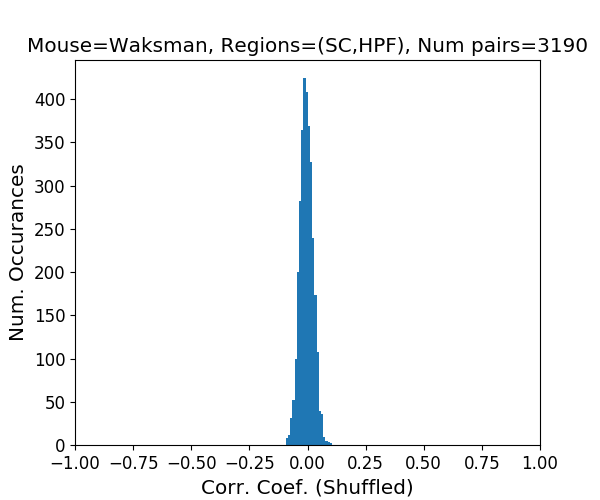 Mouse=Waksman, Regions=(SC,HPF), Num pairs=3190
400
350
300
250
200
150
100
50
0
Num. Occurances
−1.00 −0.75 −0.50 −0.25 0.00 0.25 0.50 0.75 1.00
Corr. Coef. (Shuffled)